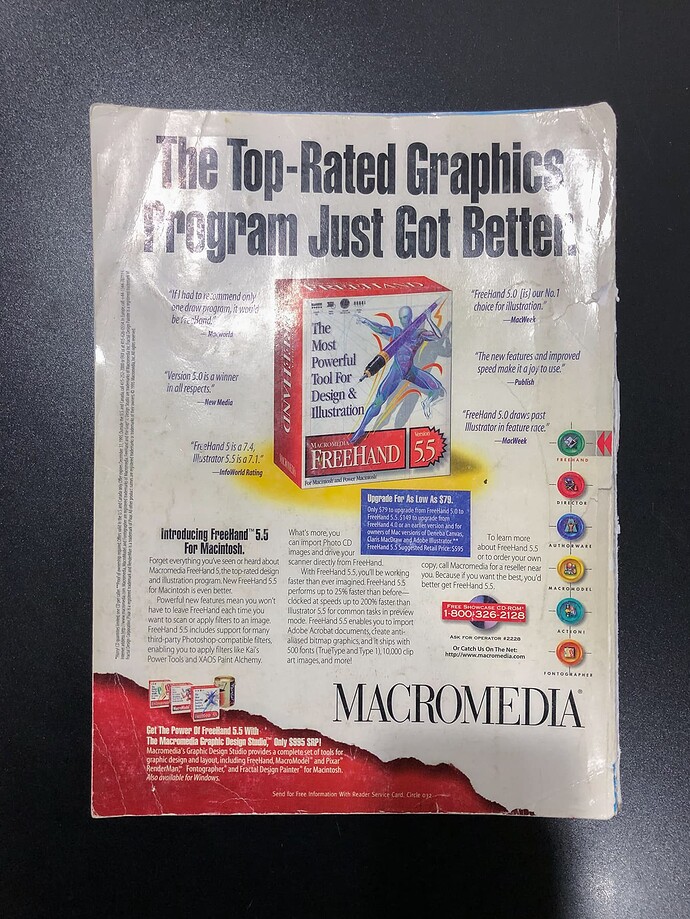 The Top-Rated Graphics
Program Just Got Better.
"If I had to recommend only
one draw program, it would
be FreeHand."
—Macworld
"Version 5.0 is a winner
in all respects."
—New Media
"FreeHand 5 is a 7.4,
Illustrator 5.5 is a 7.1."
—InfoWorld Rating
FREEHAND
FREEHAND
The
Most
Powerful
Tool For
Design &
Illustration
MACROMEDIA
FREEHAND
Version
5.5
For Macintosh and Power Macintosh
"FreeHand 5.0 [is] our No.1
choice for illustration."
—MacWeek
"The new features and improved
speed make it a joy to use."
—Publish
"FreeHand 5.0 draws past
Illustrator in feature race."
—MacWeek
FREEHAND
DIRECTOR
AUTHORWARE
MACROMODEL
ACTION!
FONTOGRAPHER
Upgrade For As Low As $79.
Only $79 to upgrade from FreeHand 5.0 to
FreeHand 5.5. $149 to upgrade from
FreeHand 4.0 or an earlier version and for
owners of Mac versions of Deneba Canvas,
Claris MacDraw and Adobe Illustrator.**
FreeHand 5.5 Suggested Retail Price: $595
Introducing FreeHand™ 5.5
For Macintosh.
Forget everything you've seen or heard about
Macromedia FreeHand 5, the top-rated design
and illustration program. New FreeHand 5.5
for Macintosh is even better.
Powerful new features mean you won't
have to leave FreeHand each time you
want to scan or apply filters to an image.
FreeHand 5.5 includes support for many
third-party Photoshop-compatible filters,
enabling you to apply filters like Kai's
Power Tools and XAOS Paint Alchemy.
What's more, you
can import Photo CD
images and drive your
scanner directly from FreeHand.
With FreeHand 5.5, you'll be working
faster than ever imagined. FreeHand 5.5
performs up to 25% faster than before—
clocked at speeds up to 200% faster than
Illustrator 5.5 for common tasks in preview
mode. FreeHand 5.5 enables you to import
Adobe Acrobat documents, create anti-
aliased bitmap graphics, and it ships with
500 fonts (TrueType and Type 1), 10,000 clip
art images, and more!
To learn more
about FreeHand 5.5
or to order your own
copy, call Macromedia for a reseller near
you. Because if you want the best, you'd
better get FreeHand 5.5.
FREE SHOWCASE CD-ROM*
1-800-326-2128
ASK FOR OPERATOR #2228
Or Catch Us On The Net:
http://www.macromedia.com
MACROMEDIA®
Get The Power Of FreeHand 5.5 With
The Macromedia Graphic Design Studio,™ Only $995 SRP!
Macromedia's Graphic Design Studio provides a complete set of tools for
graphic design and layout, including FreeHand, MacroModel™ and Pixar™
RenderMan,® Fontographer,® and Fractal Design Painter™ for Macintosh.
Also available for Windows.
Send for Free Information With Reader Service Card. Circle #32